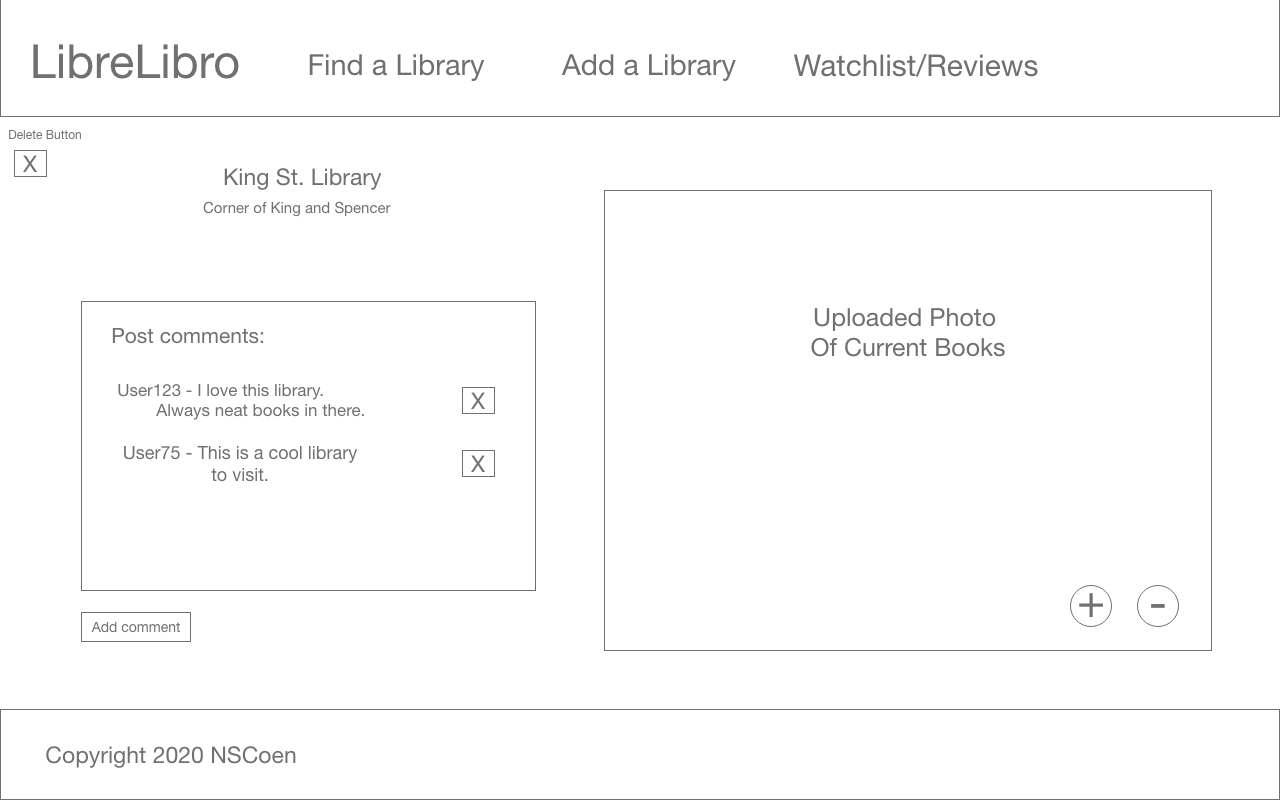 LibreLibro
Find a Library
Add a Library
Watchlist/Reviews
Delete Button
X
King St. Library
Corner of King and Spencer
Post comments:
User123 - I love this library.
Always neat books in there.
X
User75 - This is a cool library
to visit.
X
Add comment
Uploaded Photo
Of Current Books
+
-
Copyright 2020 NSCoen